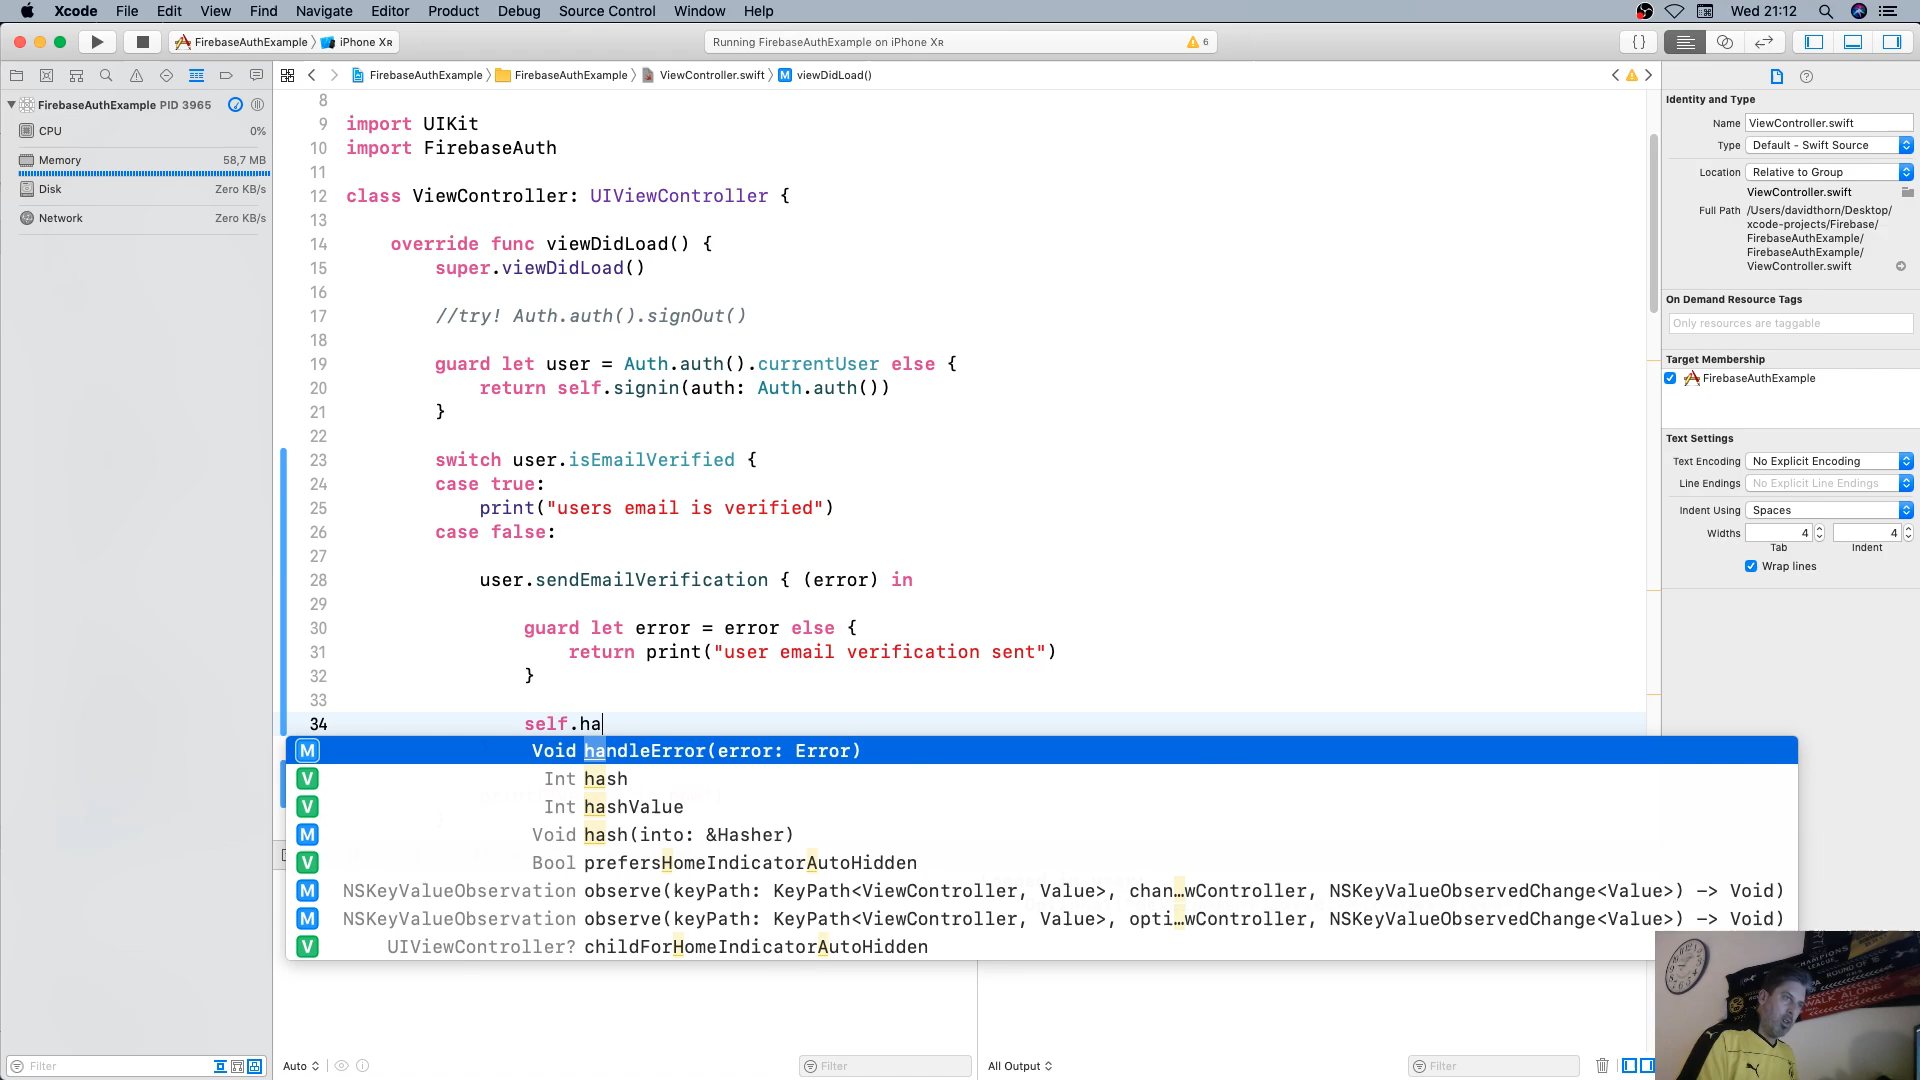 Xcode File Edit View Find Navigate Editor Product Debug Source Control Window Help Wed 21:12
FirebaseAuthExample iPhone XR
Running FirebaseAuthExample on iPhone XR
6
FirebaseAuthExample FirebaseAuthExample ViewController.swift M viewDidLoad()
FirebaseAuthExample PID 3965
CPU 0%
Memory 58,7 MB
Disk Zero KB/s
Network Zero KB/s
8
9 import UIKit
10 import FirebaseAuth
11
12 class ViewController: UIViewController {
13
14 override func viewDidLoad() {
15 super.viewDidLoad()
16
17 //try! Auth.auth().signOut()
18
19 guard let user = Auth.auth().currentUser else {
20 return self.signin(auth: Auth.auth())
21 }
22
23 switch user.isEmailVerified {
24 case true:
25 print("users email is verified")
26 case false:
27
28 user.sendEmailVerification { (error) in
29
30 guard let error = error else {
31 return print("user email verification sent")
32 }
33
34 self.ha
M Void handleError(error: Error)
V Int hash
V Int hashValue
M Void hash(into: &Hasher)
V Bool prefersHomeIndicatorAutoHidden
M NSKeyValueObservation observe(keyPath: KeyPath<ViewController, Value>, chan…wController, NSKeyValueObservedChange<Value>) -> Void)
M NSKeyValueObservation observe(keyPath: KeyPath<ViewController, Value>, opti…wController, NSKeyValueObservedChange<Value>) -> Void)
V UIViewController? childForHomeIndicatorAutoHidden
Filter
Auto
Filter
All Output
Filter
Identity and Type
Name ViewController.swift
Type Default - Swift Source
Location Relative to Group
ViewController.swift
Full Path /Users/davidthorn/Desktop/
xcode-projects/Firebase/
FirebaseAuthExample/
FirebaseAuthExample/
ViewController.swift
On Demand Resource Tags
Only resources are taggable
Target Membership
FirebaseAuthExample
Text Settings
Text Encoding No Explicit Encoding
Line Endings No Explicit Line Endings
Indent Using Spaces
Widths 4 4
Tab Indent
Wrap lines
CHAMPIONS
LEAGUE
ROUND OF
WALK ALONE